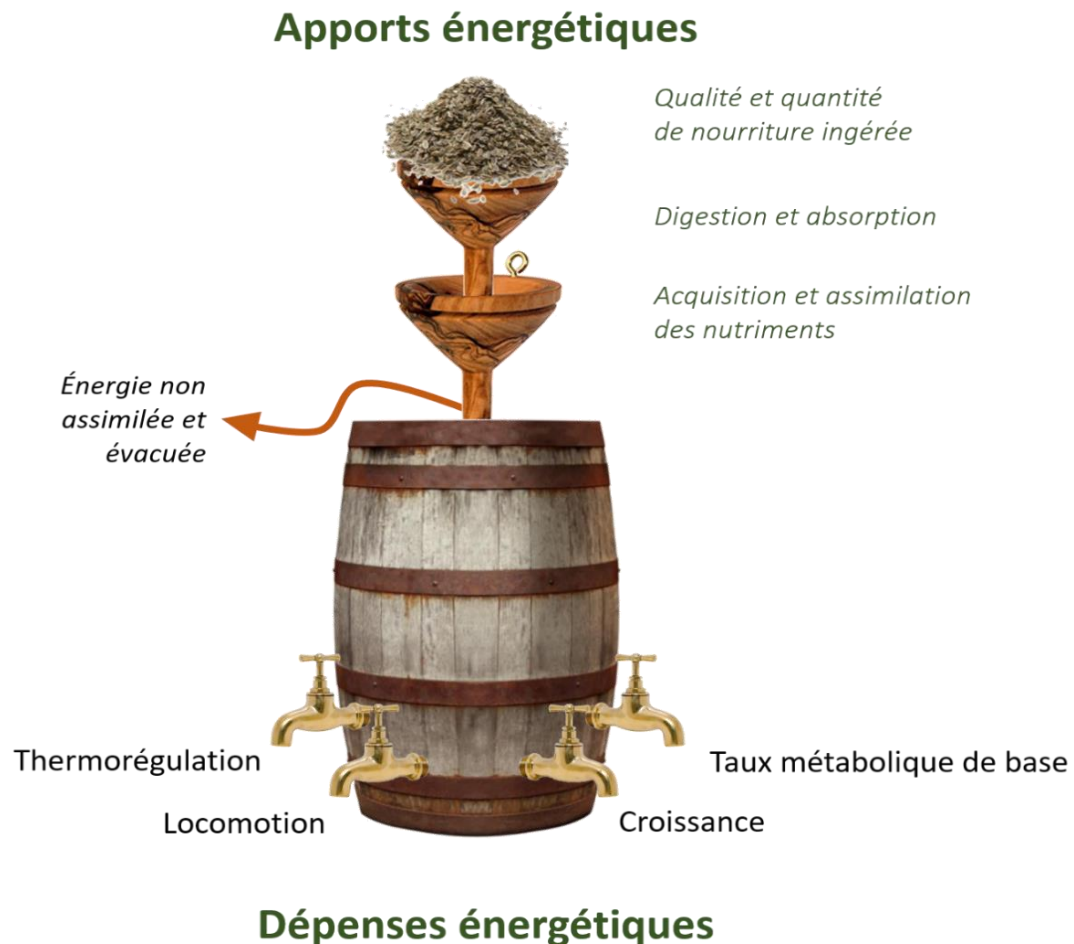 Apports énergétiques
Qualité et quantité
de nourriture ingérée
Digestion et absorption
Acquisition et assimilation
des nutriments
Énergie non
assimilée et
évacuée
Thermorégulation
Taux métabolique de base
Locomotion
Croissance
Dépenses énergétiques